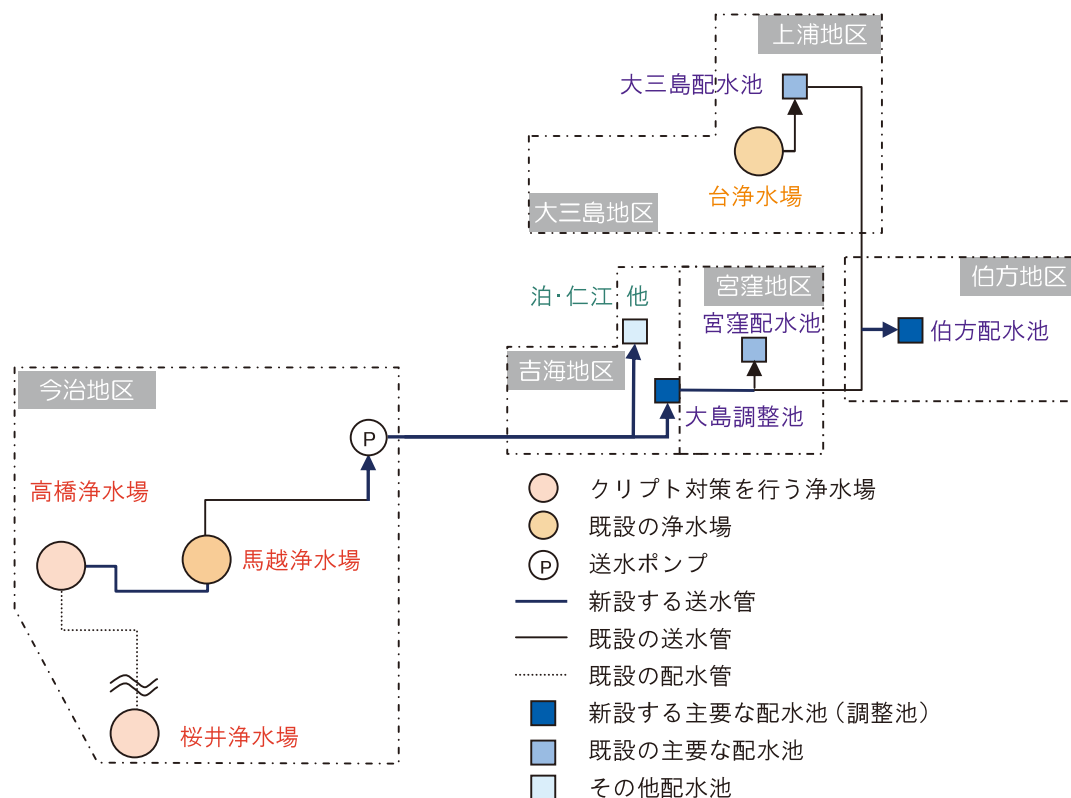 上浦地区
大三島配水池
台浄水場
大三島地区
伯方地区
宮窪地区
泊・仁江 他
宮窪配水池
伯方配水池
吉海地区
今治地区
大島調整池
P
高橋浄水場
馬越浄水場
桜井浄水場
クリプト対策を行う浄水場
既設の浄水場
P
送水ポンプ
新設する送水管
既設の送水管
既設の配水管
新設する主要な配水池（調整池）
既設の主要な配水池
その他配水池